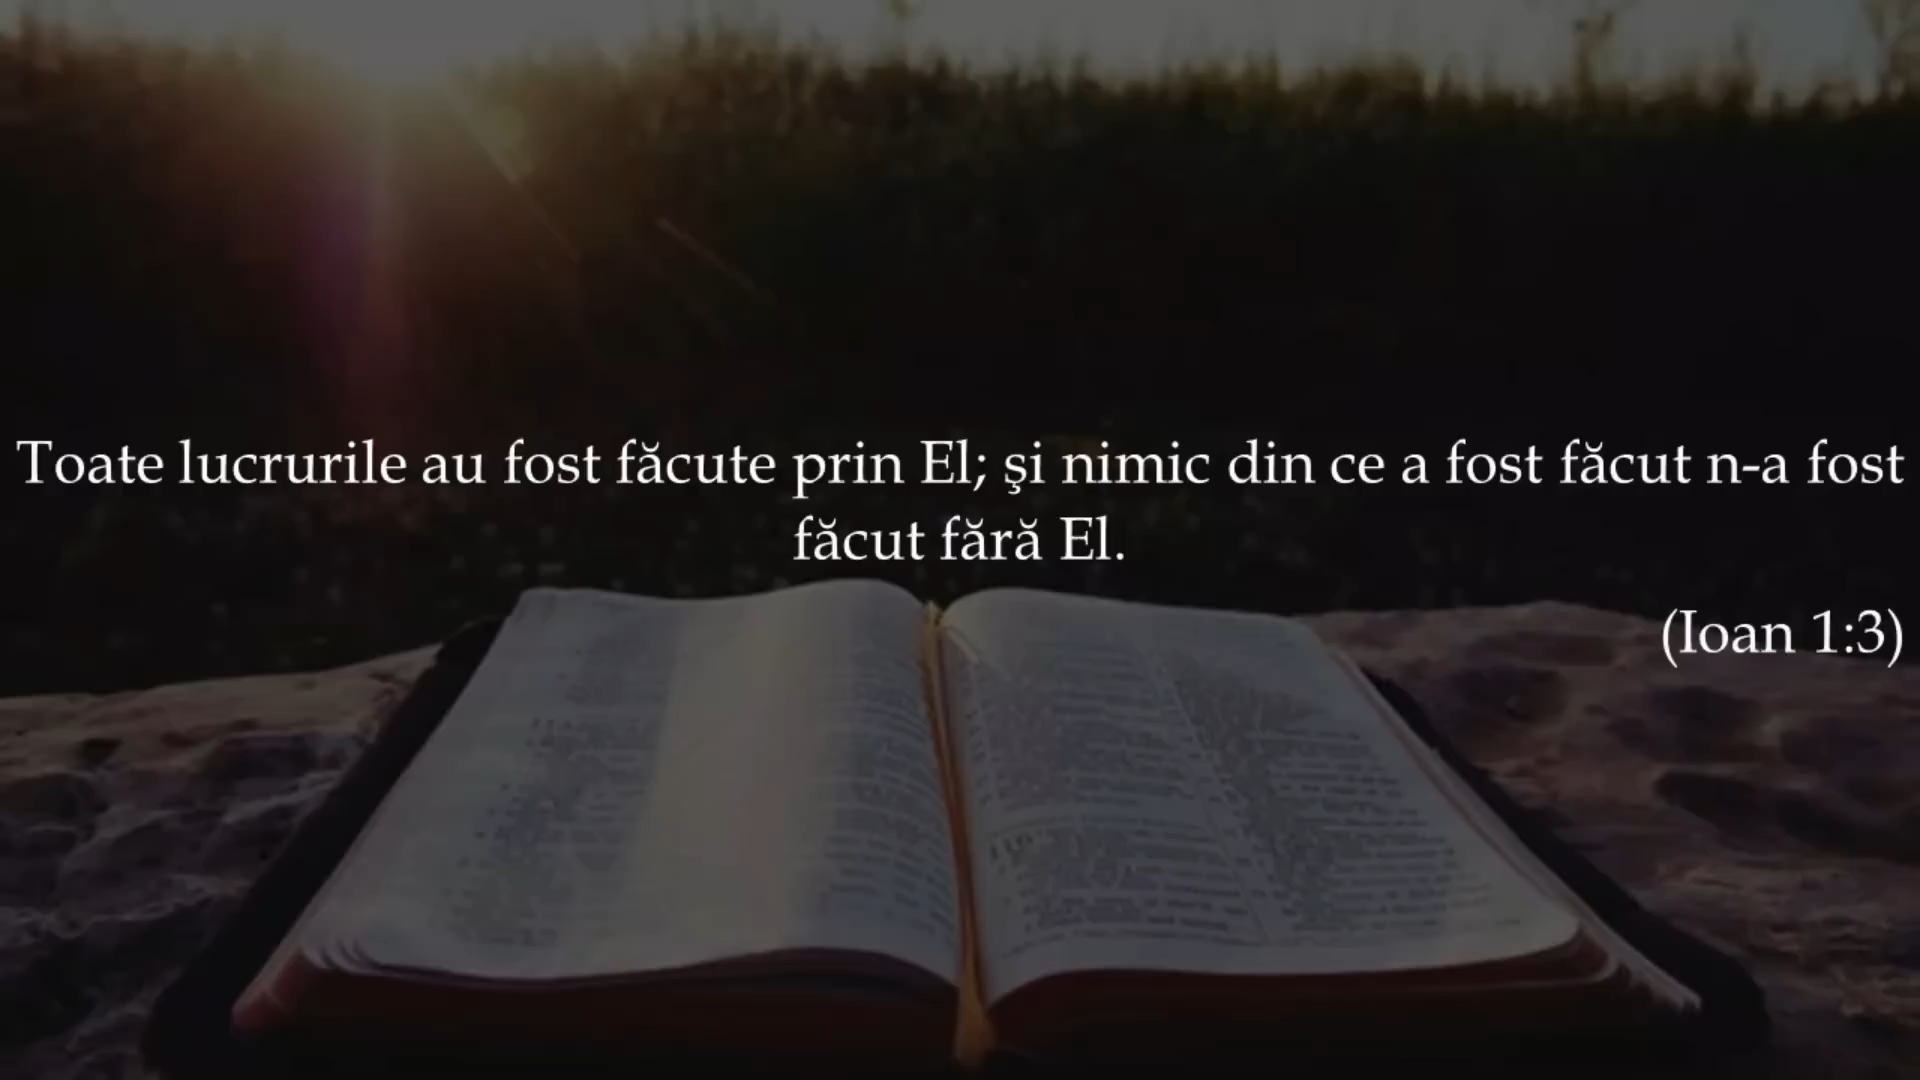 Toate lucrurile au fost făcute prin El; şi nimic din ce a fost făcut n-a fost
făcut fără El.
(Ioan 1:3)